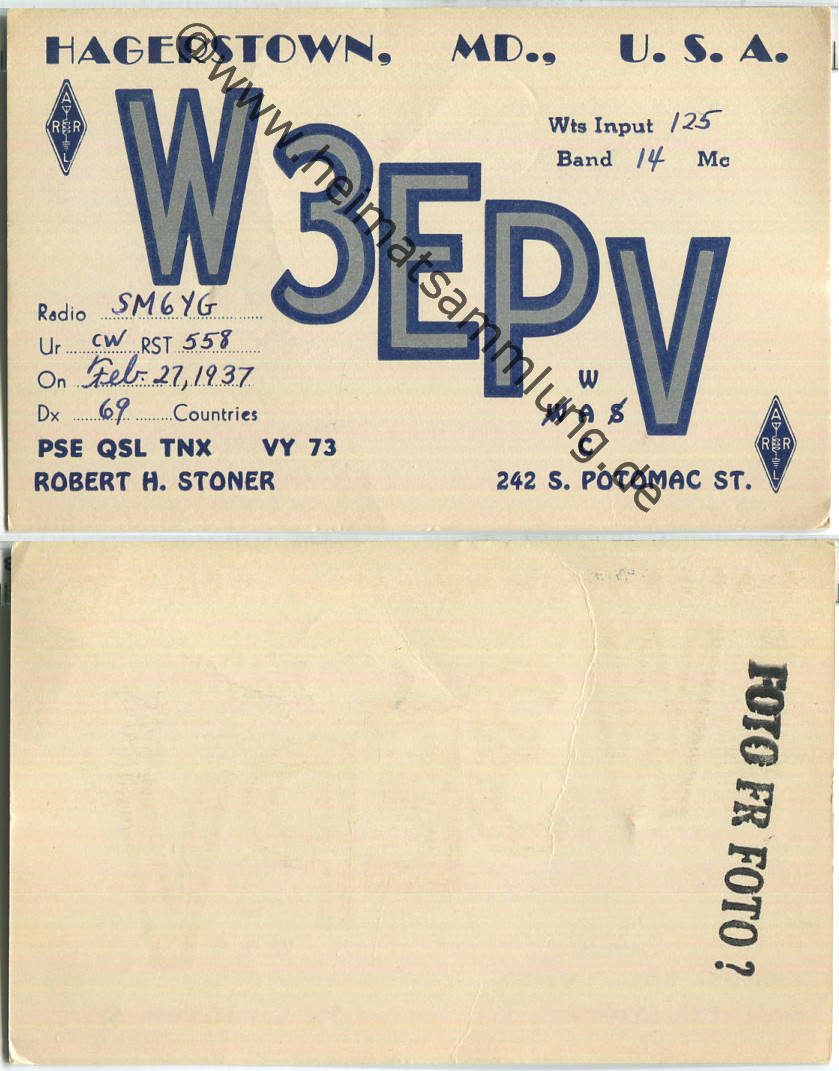 HAGERSTOWN, MD., U. S. A.
A
R R
L
W3EPV
Wts Input 125
Band 14 Mc
Radio SM6YG
Ur CW RST 558
On Feb. 27, 1937
Dx 69 Countries
PSE QSL TNX VY 73
ROBERT H. STONER
W
WAS
C
242 S. POTOMAC ST.
A
R R
L
©www.heimatsammlung.de
FOTO FR FOTO?